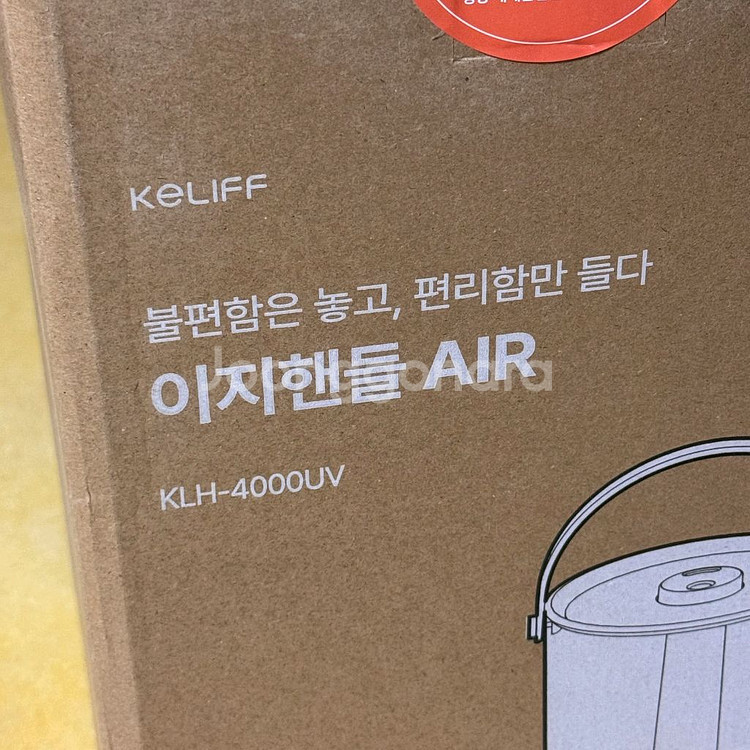 KeLIFF
불편함은 놓고, 편리함만 들다
이지핸들 AIR
Joonggonara
KLH-4000UV